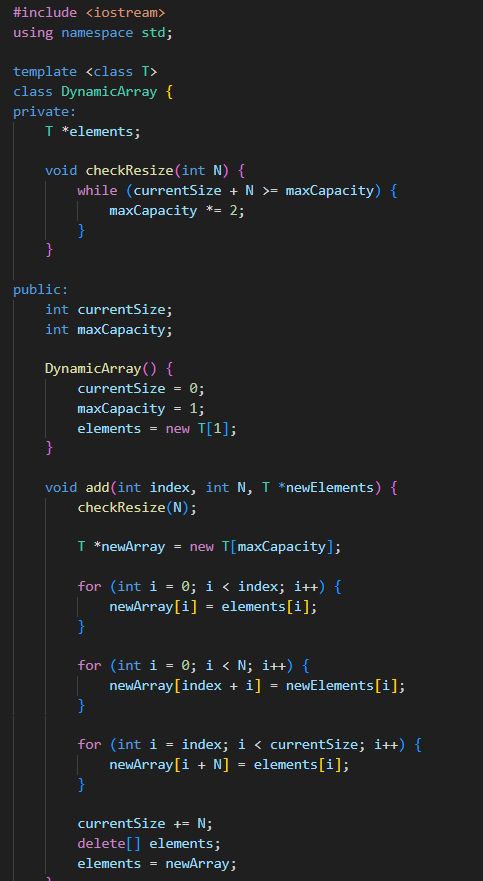 #include <iostream>
using namespace std;

template <class T>
class DynamicArray {
private:
    T *elements;

    void checkResize(int N) {
        while (currentSize + N >= maxCapacity) {
            maxCapacity *= 2;
        }
    }

public:
    int currentSize;
    int maxCapacity;

    DynamicArray() {
        currentSize = 0;
        maxCapacity = 1;
        elements = new T[1];
    }

    void add(int index, int N, T *newElements) {
        checkResize(N);

        T *newArray = new T[maxCapacity];

        for (int i = 0; i < index; i++) {
            newArray[i] = elements[i];
        }

        for (int i = 0; i < N; i++) {
            newArray[index + i] = newElements[i];
        }

        for (int i = index; i < currentSize; i++) {
            newArray[i + N] = elements[i];
        }

        currentSize += N;
        delete[] elements;
        elements = newArray;